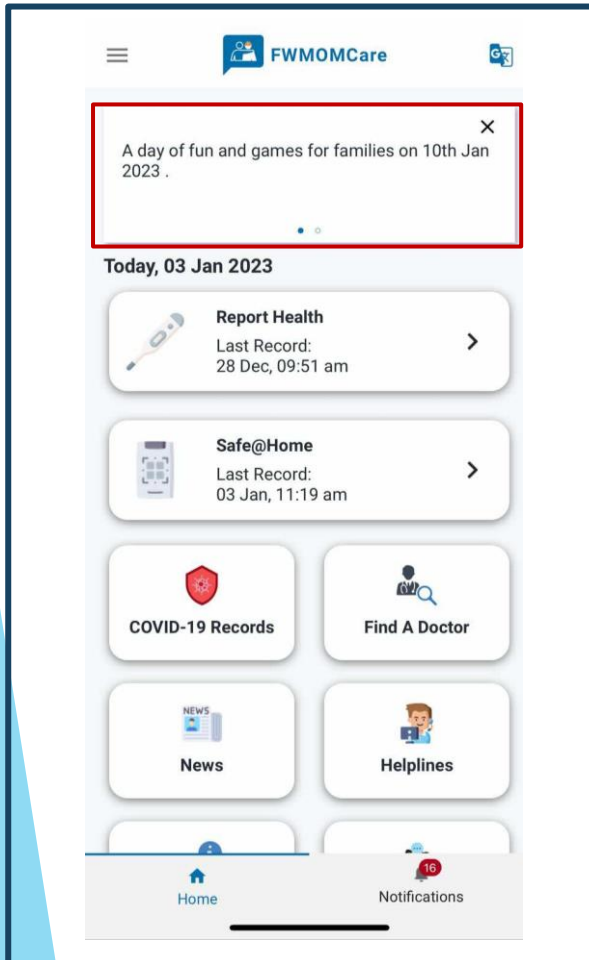 FWMOMCare
A day of fun and games for families on 10th Jan
2023 .
Today, 03 Jan 2023
Report Health
Last Record:
28 Dec, 09:51 am
Safe@Home
Last Record:
03 Jan, 11:19 am
COVID-19 Records
Find A Doctor
NEWS
News
Helplines
16
Home
Notifications